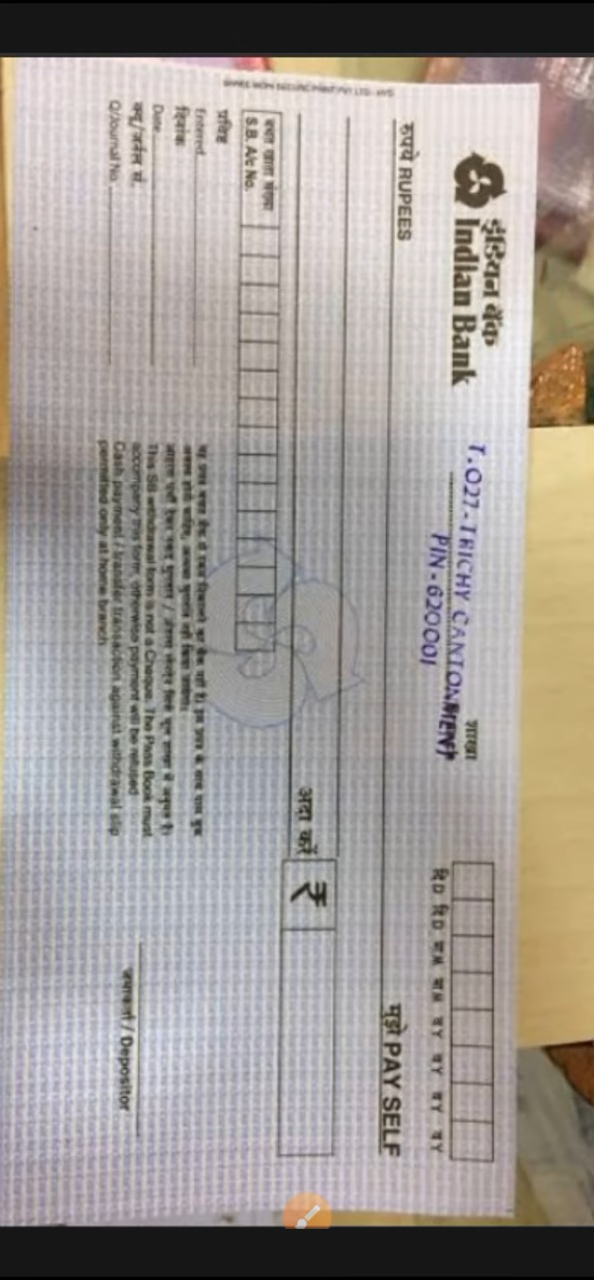 इंडियन बैंक
Indian Bank
T.027-TRICHY CANTONMENT
PIN-620001
शाखा
दि D दि D मा M मा M व Y व Y व Y व Y
रुपये RUPEES
मुझे PAY SELF
अदा करें
₹
बचत खाता संख्या
S.B. A/c No.
प्रविष्ट
Entered
दिनांक
Date
क्यू/जर्नल सं.
Q/Journal No.
This SB withdrawal form is not a Cheque. The Pass Book must
accompany this form, otherwise payment will be refused
Cash payment / transfer transaction against withdrawal slip
permitted only at home branch
जमाकर्ता / Depositor